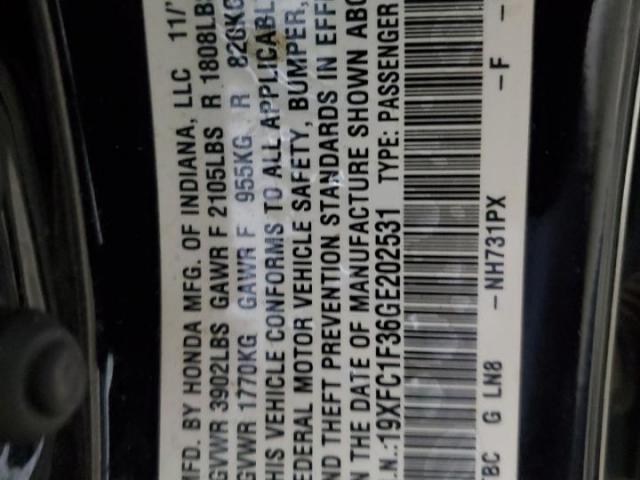 MFD. BY HONDA MFG. OF INDIANA, LLC 11/
GVWR 3902LBS GAWR F 2105LBS R 1808LBS
GVWR 1770KG GAWR F 955KG R 820KG
HIS VEHICLE CONFORMS TO ALL APPLICABL
EDERAL MOTOR VEHICLE SAFETY, BUMPER,
ND THEFT PREVENTION STANDARDS IN EFF
N THE DATE OF MANUFACTURE SHOWN ABO
.N.:19XFC1F36GE202531 TYPE: PASSENGER
TBC G LN8 -NH731PX -F -